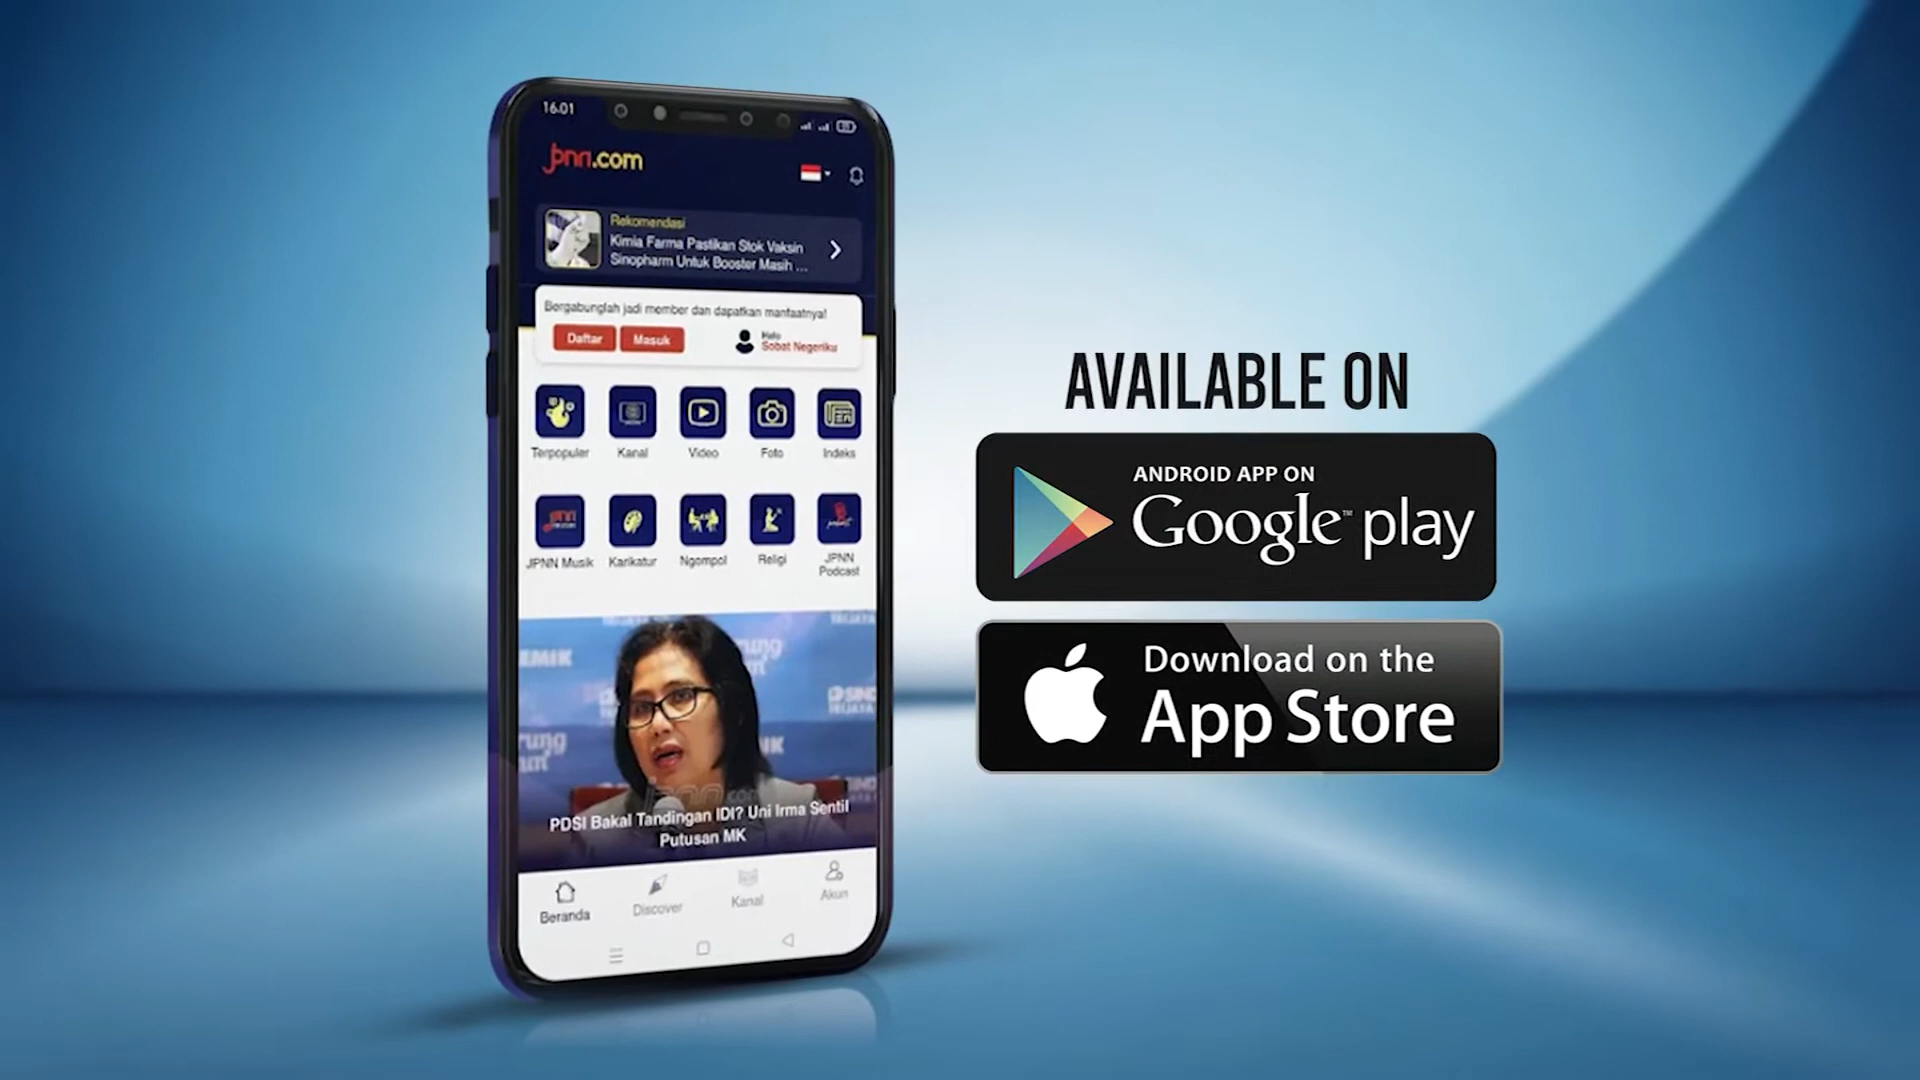 16.01
jpnn.com
Rekomendasi
Kimia Farma Pastikan Stok Vaksin
Sinopharm Untuk Booster Masih ...
Bergabunglah jadi member dan dapatkan manfaatnya!
Daftar
Masuk
Halo
Sobat Negeriku
Terpopuler
Kanal
Video
Foto
Indeks
JPNN Musik
Karikatur
Ngompol
Religi
JPNN
Podcast
EMIK
PDSI Bakal Tandingan IDI? Uni Irma Sentil
Putusan MK
Beranda
Discover
Kanal
Akun
AVAILABLE ON
ANDROID APP ON
Google™ play
Download on the
App Store